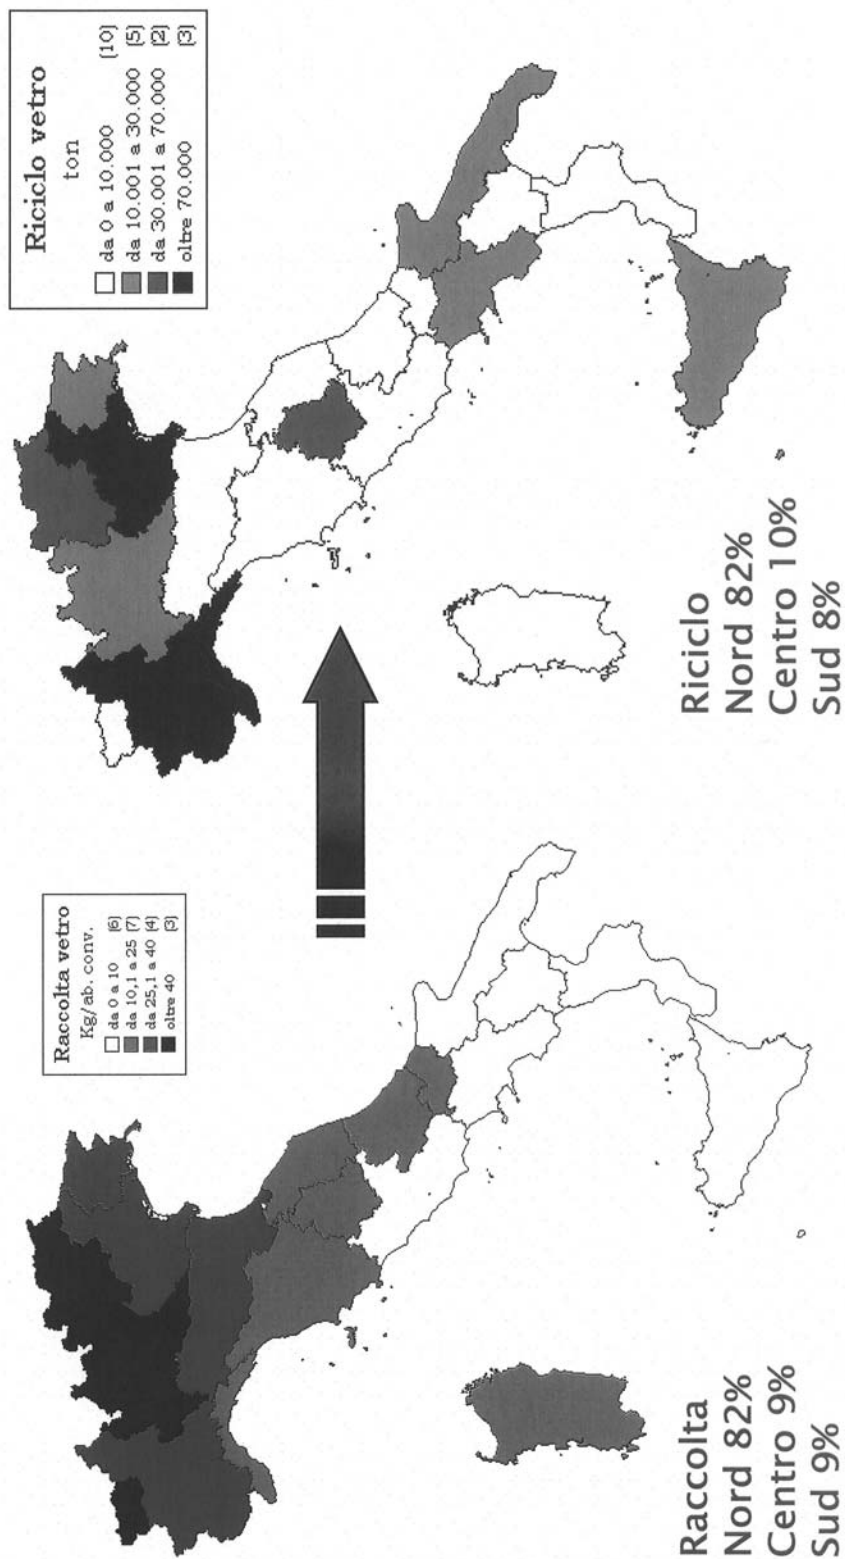 Raccolta vetro
Kg/ab. conv.
da 0 a 10 [6]
da 10,1 a 25 [7]
da 25,1 a 40 [4]
oltre 40 [3]
Raccolta
Nord 82%
Centro 9%
Sud 9%
Riciclo vetro
ton
da 0 a 10.000 [10]
da 10.001 a 30.000 [5]
da 30.001 a 70.000 [2]
oltre 70.000 [3]
Riciclo
Nord 82%
Centro 10%
Sud 8%